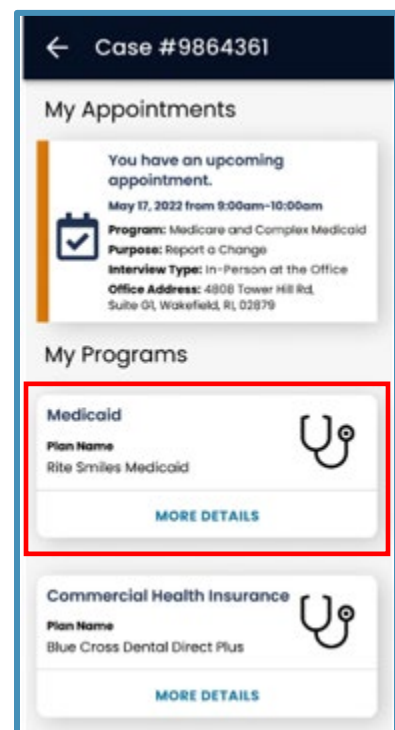 Case #9864361
My Appointments
You have an upcoming
appointment.
May 17, 2022 from 9:00am-10:00am
Program: Medicare and Complex Medicaid
Purpose: Report a Change
Interview Type: In-Person at the Office
Office Address: 4808 Tower Hill Rd,
Suite G1, Wakefield, RI, 02879
My Programs
Medicaid
Plan Name
Rite Smiles Medicaid
MORE DETAILS
Commercial Health Insurance
Plan Name
Blue Cross Dental Direct Plus
MORE DETAILS